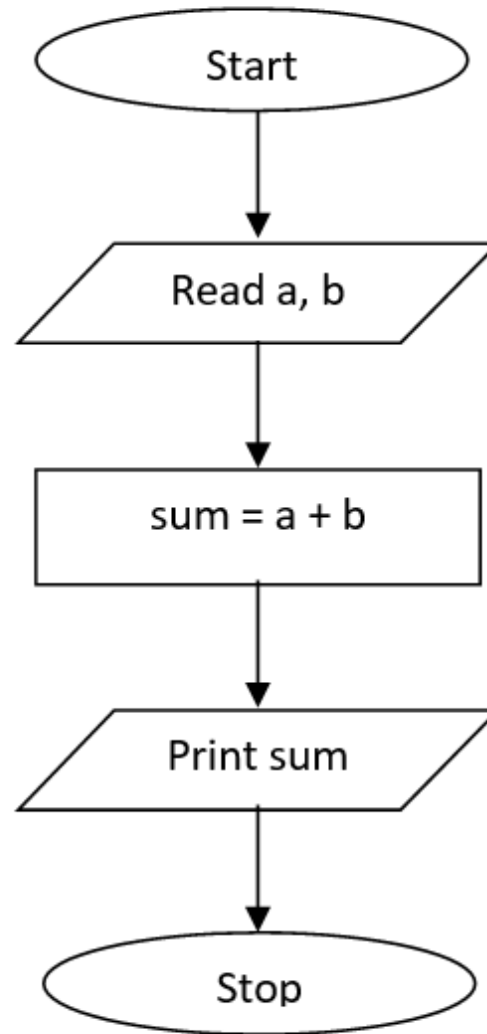 Start
Read a, b
sum = a + b
Print sum
Stop